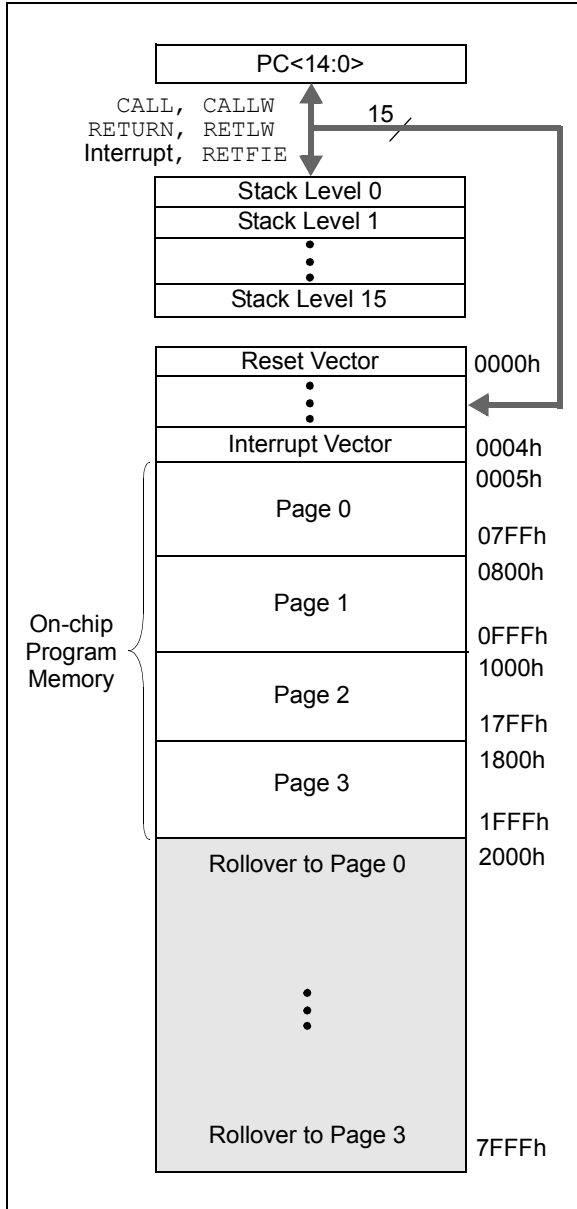 PC<14:0>
CALL, CALLW
RETURN, RETLW
Interrupt, RETFIE
15
Stack Level 0
Stack Level 1
Stack Level 15
Reset Vector
0000h
Interrupt Vector
0004h
0005h
Page 0
07FFh
0800h
Page 1
0FFFh
On-chip
Program
Memory
1000h
Page 2
17FFh
1800h
Page 3
1FFFh
Rollover to Page 0
2000h
Rollover to Page 3
7FFFh